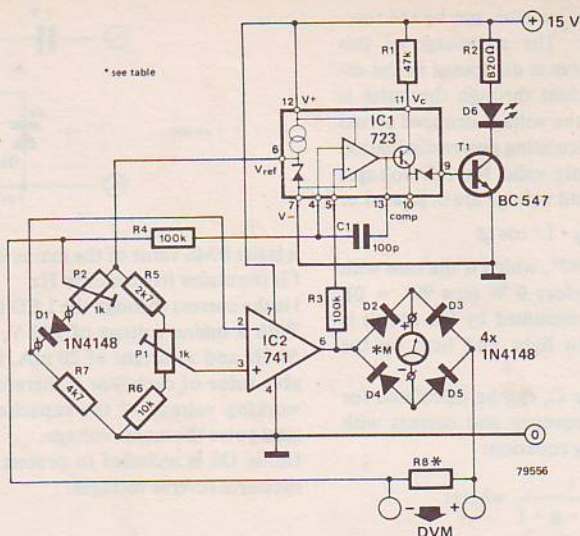 15 V
* see table
R1
47k
R2
820Ω
12
V+
11
Vc
D6
IC1
723
6
Vref
T1
9
BC547
V–
7
4
5
13
10
comp
C1
100p
R4
100k
P2
1k
R5
2k7
D1
1N4148
P1
1k
R7
4k7
R6
10k
2
7
IC2
741
3
4
6
R3
100k
D2
D3
*M
4x
1N4148
D4
D5
0
79556
R8*
DVM